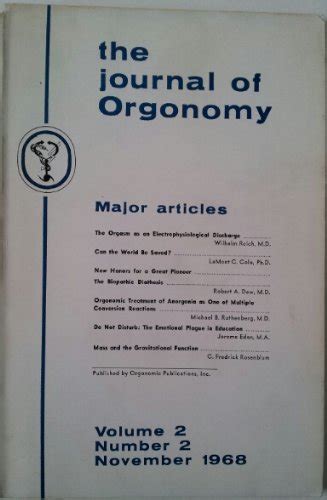 the
journal of
Orgonomy
Major articles
The Orgasm as an Electrophysiological Discharge
Wilhelm Reich, M.D.
Can the World Be Saved?
LaMont C. Cole, Ph.D.
New Honors for a Great Pioneer
The Biopathic Diathesis
Robert A. Dew, M.D.
Orgonomic Treatment of Anorgonia as One of Multiple
Conversion Reactions
Michael B. Rothenberg, M.D.
Do Not Disturb: The Emotional Plague in Education
Jerome Eden, M.A.
Mass and the Gravitational Function
C. Fredrick Rosenblum
Published by Orgonomic Publications, Inc.
Volume 2
Number 2
November 1968